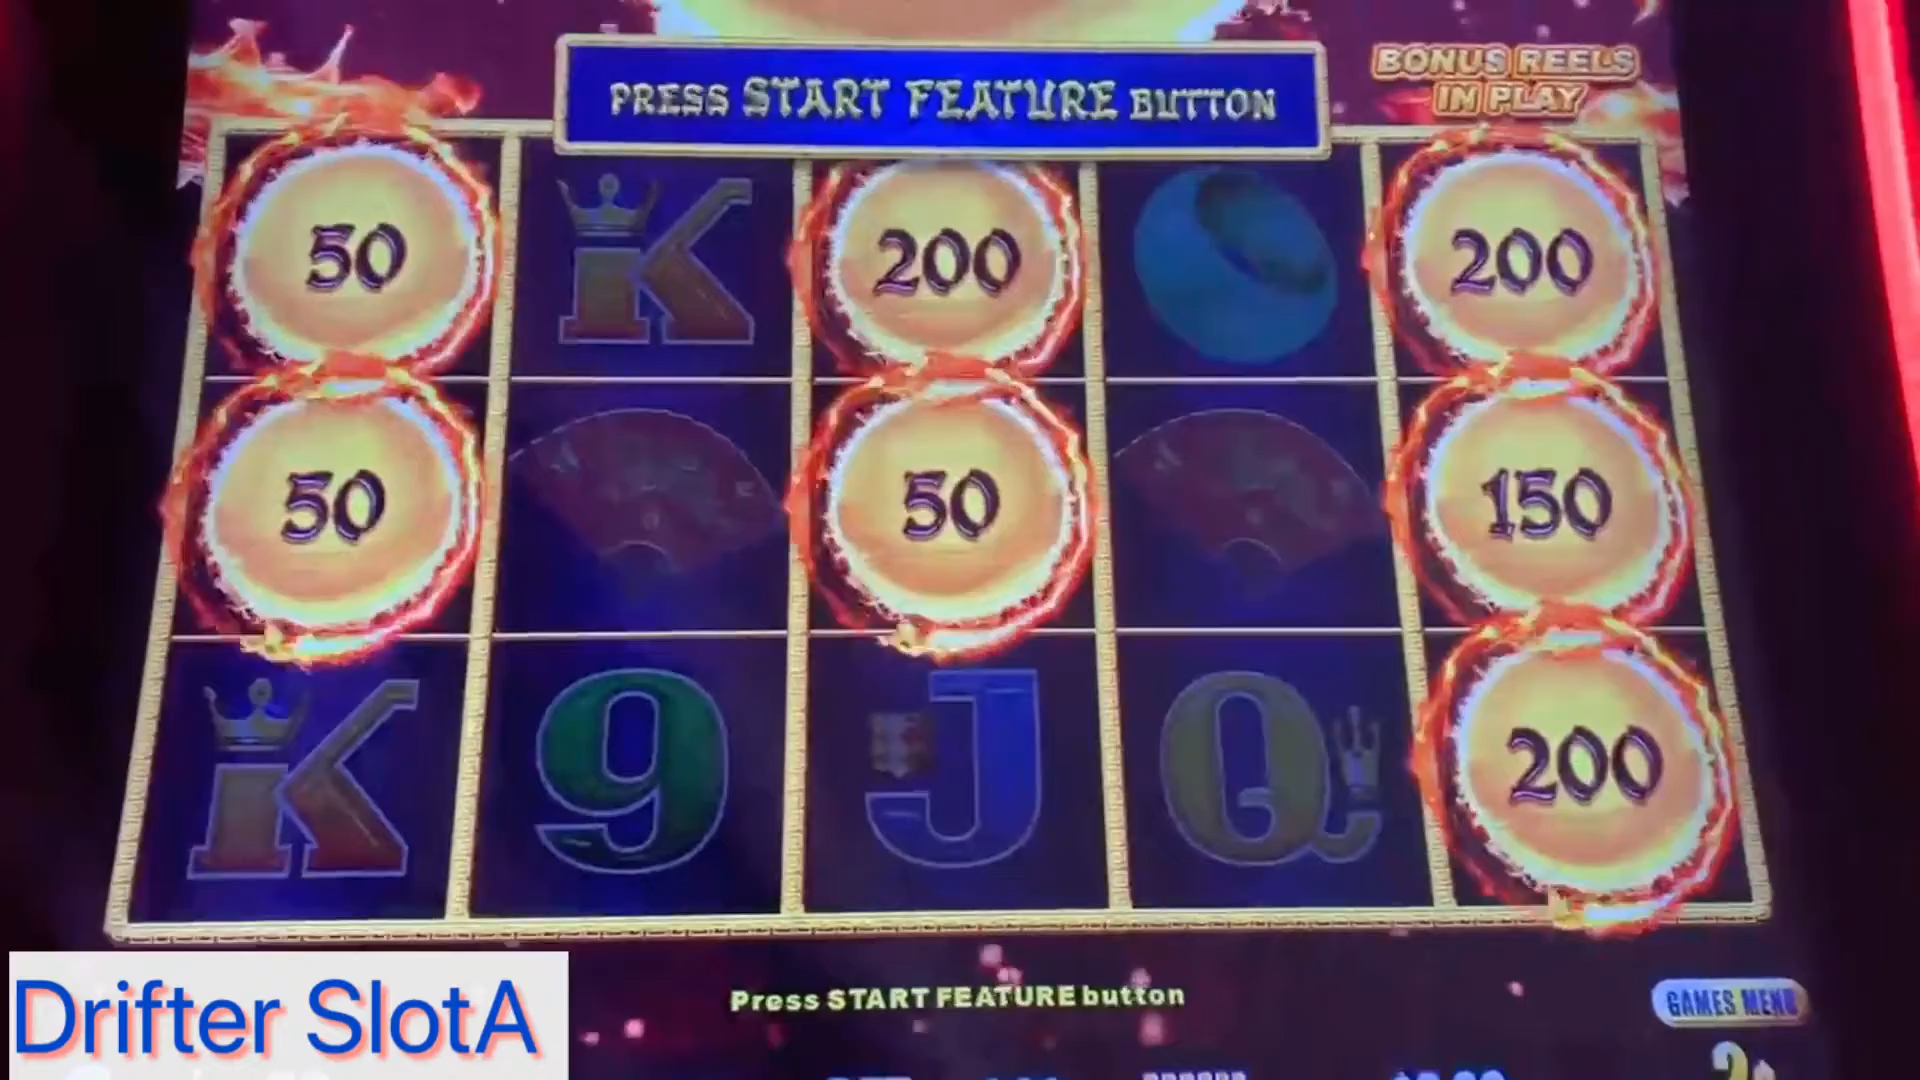 BONUS REELS
IN PLAY
PRESS START FEATURE BUTTON
50 K 200 200
50 50 150
K 9 J Q 200
Press START FEATURE button
GAMES MENU
Drifter SlotA